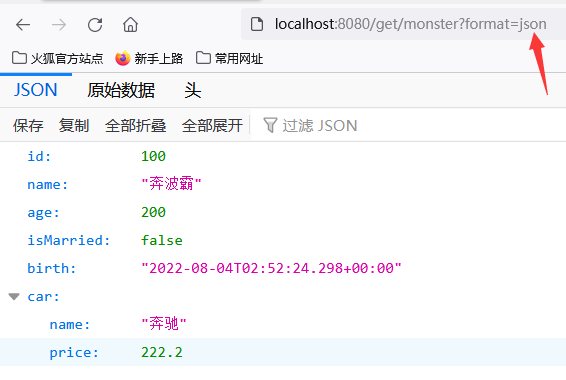 localhost:8080/get/monster?format=json
火狐官方站点 新手上路 常用网址
JSON 原始数据 头
保存 复制 全部折叠 全部展开 过滤 JSON
id: 100
name: "奔波霸"
age: 200
isMarried: false
birth: "2022-08-04T02:52:24.298+00:00"
car:
name: "奔驰"
price: 222.2